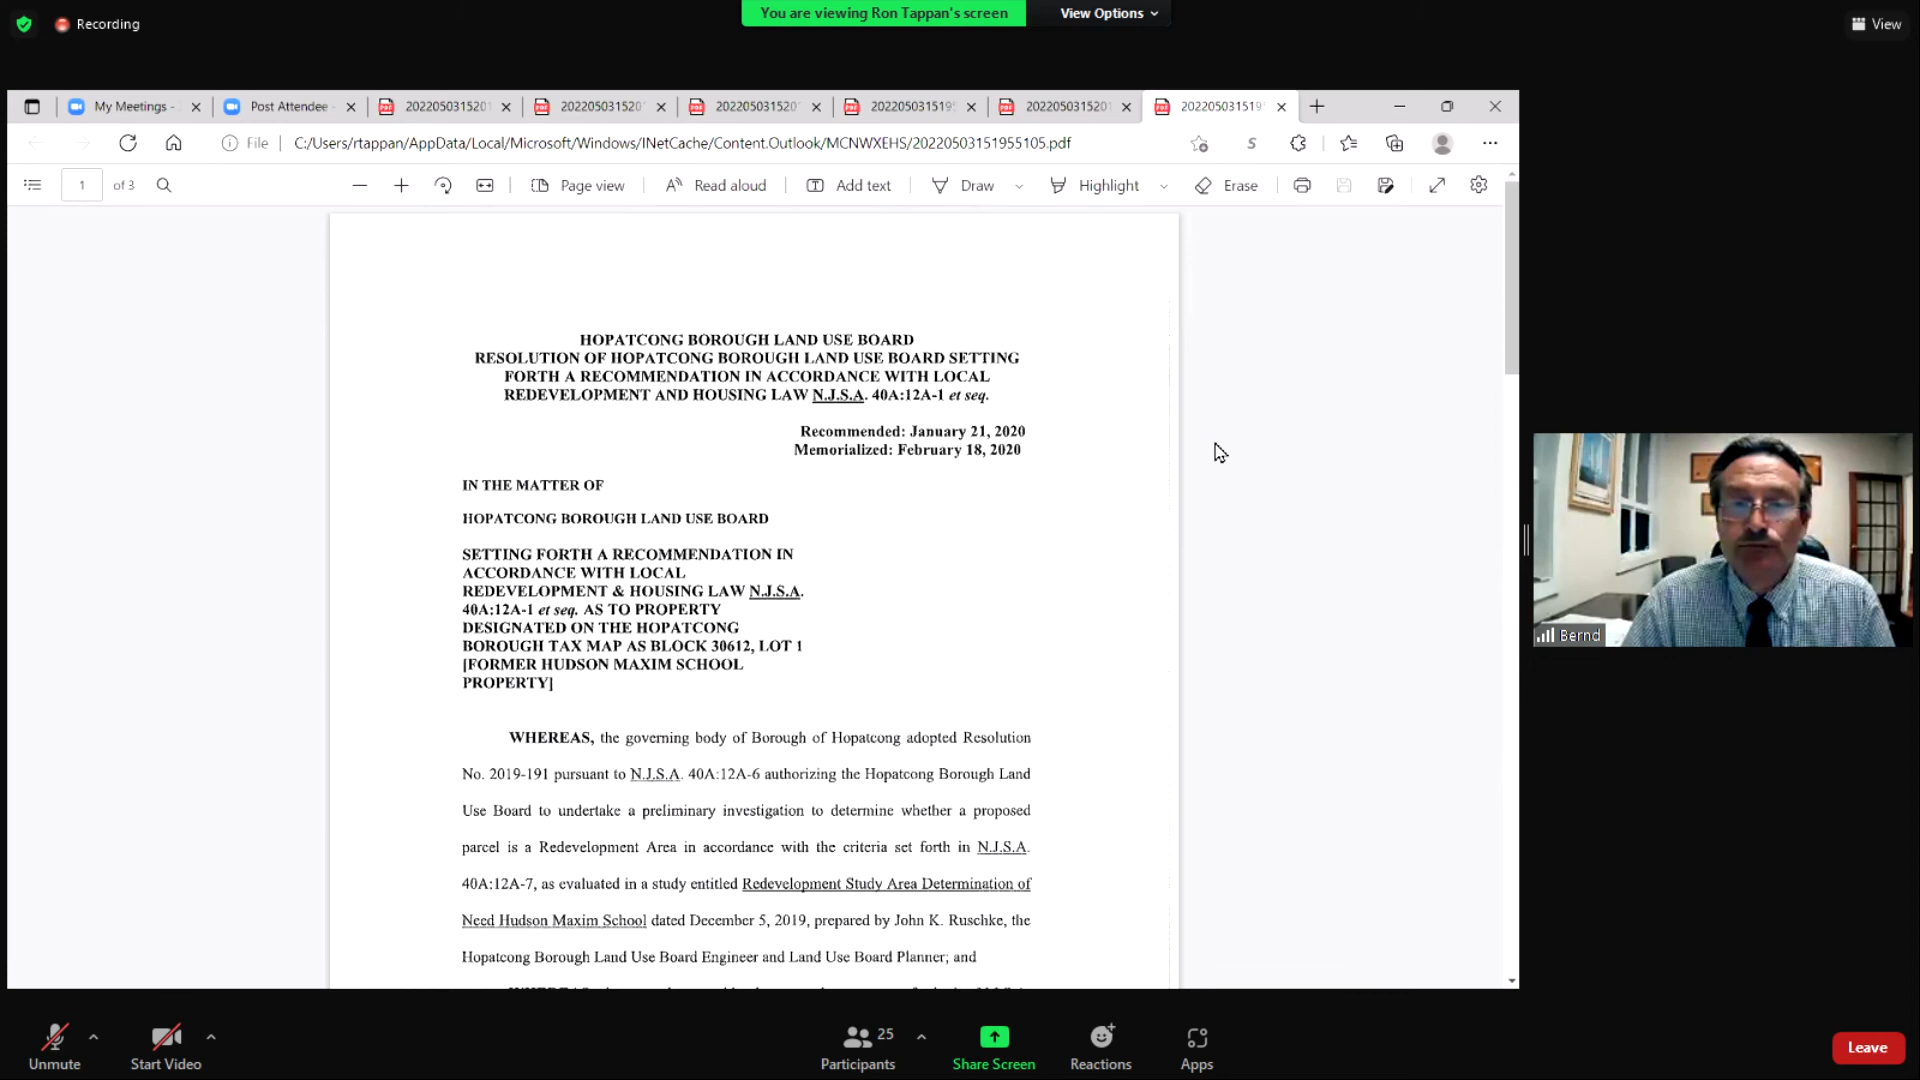 Recording
You are viewing Ron Tappan's screen
View Options
View
My Meetings -
Post Attendee -
2022050315201
202205031520
202205031520
2022050315195
2022050315201
2022050315195
File
C:/Users/rtappan/AppData/Local/Microsoft/Windows/INetCache/Content.Outlook/MCNWXEHS/20220503151955105.pdf
1 of 3
Page view
Read aloud
Add text
Draw
Highlight
Erase
HOPATCONG BOROUGH LAND USE BOARD
RESOLUTION OF HOPATCONG BOROUGH LAND USE BOARD SETTING
FORTH A RECOMMENDATION IN ACCORDANCE WITH LOCAL
REDEVELOPMENT AND HOUSING LAW N.J.S.A. 40A:12A-1 et seq.
Recommended: January 21, 2020
Memorialized: February 18, 2020
IN THE MATTER OF
HOPATCONG BOROUGH LAND USE BOARD
SETTING FORTH A RECOMMENDATION IN
ACCORDANCE WITH LOCAL
REDEVELOPMENT & HOUSING LAW N.J.S.A.
40A:12A-1 et seq. AS TO PROPERTY
DESIGNATED ON THE HOPATCONG
BOROUGH TAX MAP AS BLOCK 30612, LOT 1
[FORMER HUDSON MAXIM SCHOOL
PROPERTY]
WHEREAS, the governing body of Borough of Hopatcong adopted Resolution
No. 2019-191 pursuant to N.J.S.A. 40A:12A-6 authorizing the Hopatcong Borough Land
Use Board to undertake a preliminary investigation to determine whether a proposed
parcel is a Redevelopment Area in accordance with the criteria set forth in N.J.S.A.
40A:12A-7, as evaluated in a study entitled Redevelopment Study Area Determination of
Need Hudson Maxim School dated December 5, 2019, prepared by John K. Ruschke, the
Hopatcong Borough Land Use Board Engineer and Land Use Board Planner; and
Bernd
Unmute
Start Video
25
Participants
Share Screen
Reactions
Apps
Leave